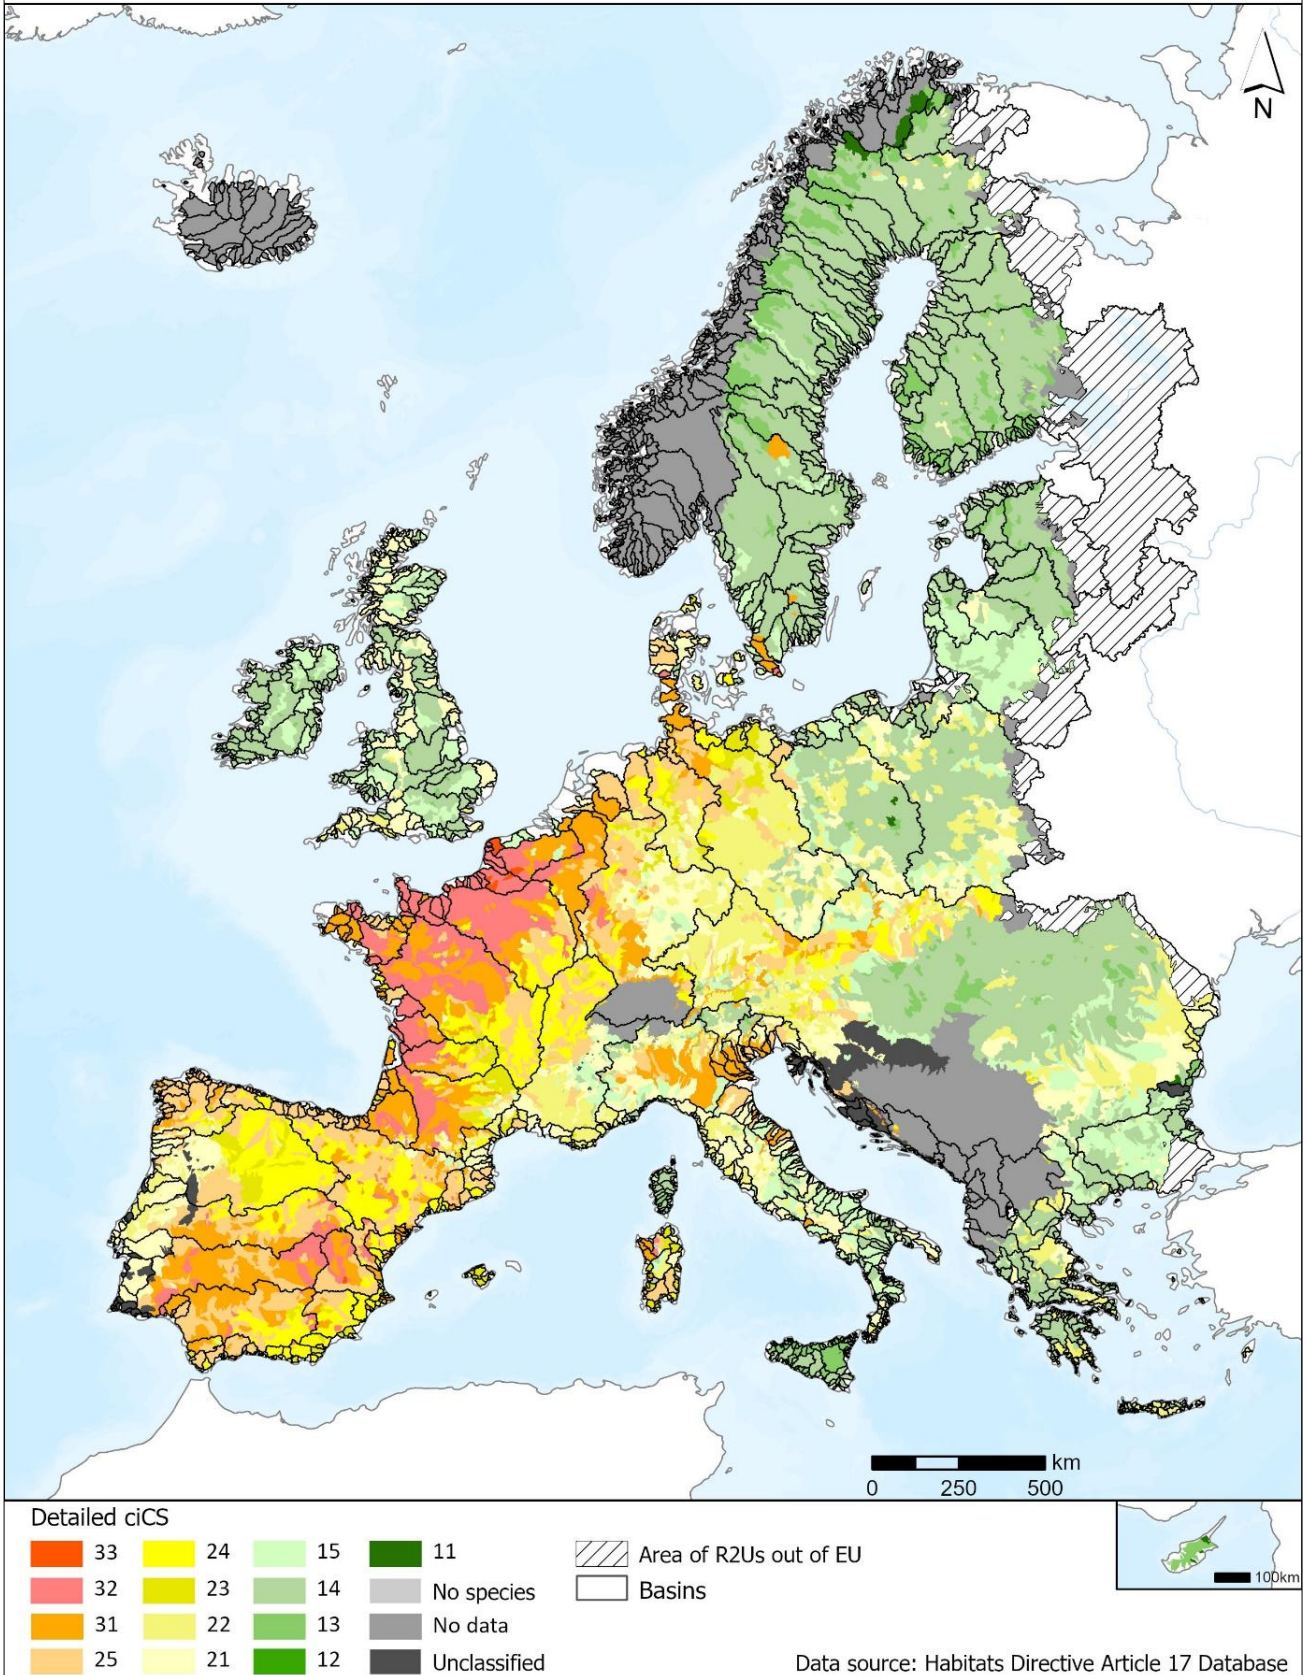 N
km
0 250 500
Detailed ciCS
33 24 15 11 Area of R2Us out of EU
32 23 14 No species Basins
31 22 13 No data
25 21 12 Unclassified
100km
Data source: Habitats Directive Article 17 Database